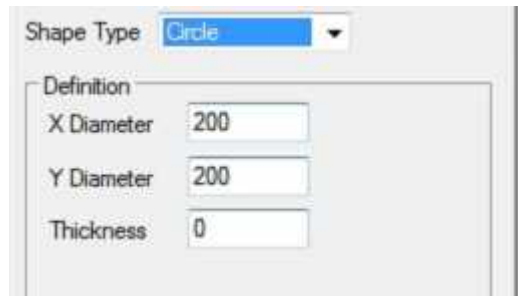 Shape Type Circle
Definition
X Diameter 200
Y Diameter 200
Thickness 0